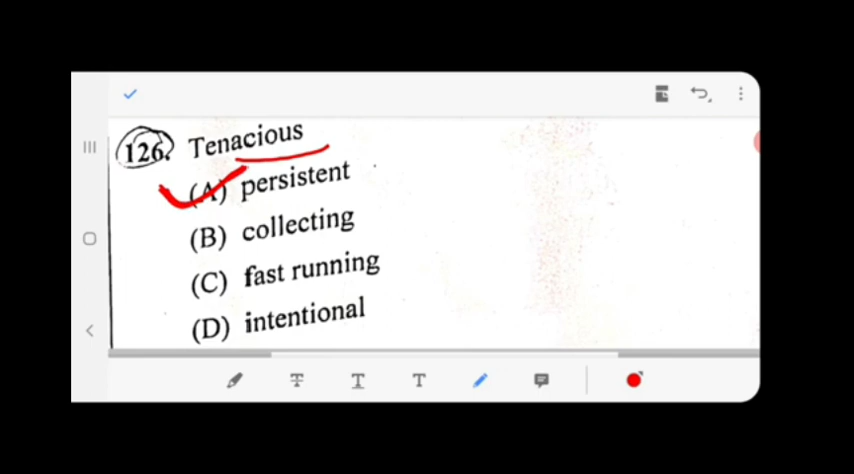 126. Tenacious
(A) persistent
(B) collecting
(C) fast running
(D) intentional